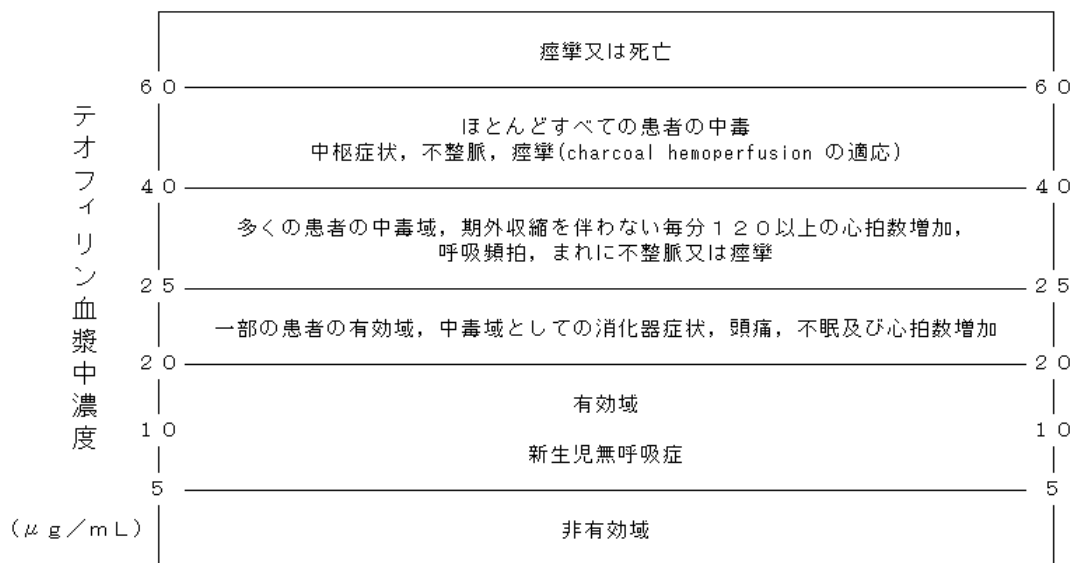 痙攣又は死亡
60 60
ほとんどすべての患者の中毒
中枢症状，不整脈，痙攣(charcoal hemoperfusion の適応)
40 40
多くの患者の中毒域，期外収縮を伴わない毎分１２０以上の心拍数増加，
呼吸頻拍，まれに不整脈又は痙攣
25 25
一部の患者の有効域，中毒域としての消化器症状，頭痛，不眠及び心拍数増加
20 20
有効域
10 10
新生児無呼吸症
5 5
非有効域
テオフィリン血漿中濃度
(μｇ／ｍＬ)